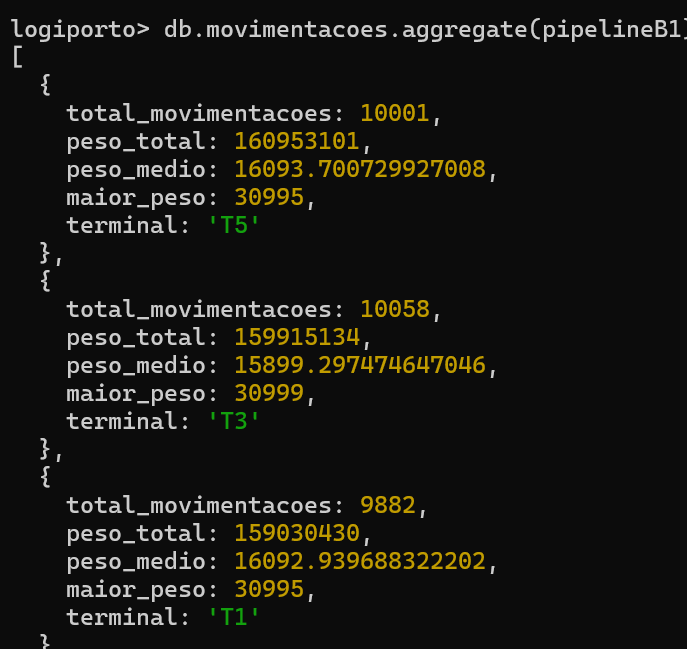 logiporto> db.movimentacoes.aggregate(pipelineB1)
[
  {
    total_movimentacoes: 10001,
    peso_total: 160953101,
    peso_medio: 16093.700729927008,
    maior_peso: 30995,
    terminal: 'T5'
  },
  {
    total_movimentacoes: 10058,
    peso_total: 159915134,
    peso_medio: 15899.297474647046,
    maior_peso: 30999,
    terminal: 'T3'
  },
  {
    total_movimentacoes: 9882,
    peso_total: 159030430,
    peso_medio: 16092.939688322202,
    maior_peso: 30995,
    terminal: 'T1'
  }